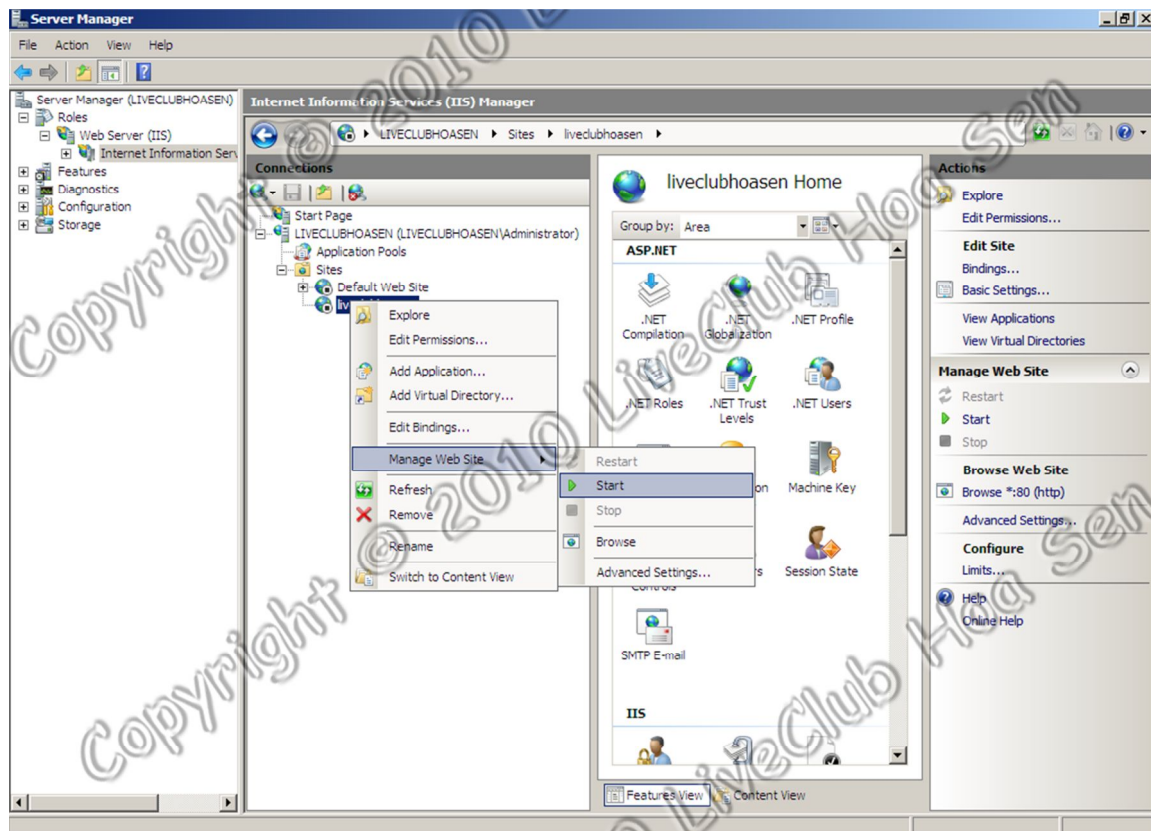 Server Manager
File Action View Help
Server Manager (LIVECLUBHOASEN)
Roles
Web Server (IIS)
Internet Information Serv
Features
Diagnostics
Configuration
Storage
Internet Information Services (IIS) Manager
LIVECLUBHOASEN Sites liveclubhoasen
Connections
Start Page
LIVECLUBHOASEN (LIVECLUBHOASEN\Administrator)
Application Pools
Sites
Default Web Site
Explore
Edit Permissions...
Add Application...
Add Virtual Directory...
Edit Bindings...
Manage Web Site
Refresh
Remove
Rename
Switch to Content View
Restart
Start
Stop
Browse
Advanced Settings...
liveclubhoasen Home
Group by: Area
ASP.NET
.NET Compilation
.NET Globalization
.NET Profile
.NET Roles
.NET Trust Levels
.NET Users
Machine Key
Session State
Controls
SMTP E-mail
IIS
Features View
Content View
Actions
Explore
Edit Permissions...
Edit Site
Bindings...
Basic Settings...
View Applications
View Virtual Directories
Manage Web Site
Restart
Start
Stop
Browse Web Site
Browse *:80 (http)
Advanced Settings...
Configure
Limits...
Help
Online Help
Copyright © 2010 LiveClub Hoa Sen
Copyright © 2010 LiveClub Hoa Sen